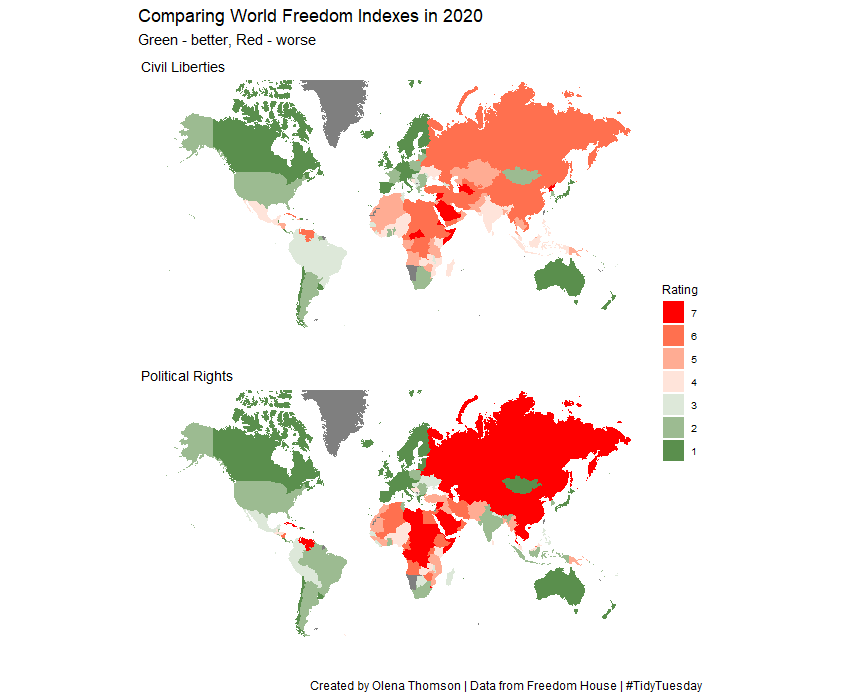 Comparing World Freedom Indexes in 2020
Green - better, Red - worse
Civil Liberties
Rating
7
6
5
4
3
2
1
Political Rights
Created by Olena Thomson | Data from Freedom House | #TidyTuesday